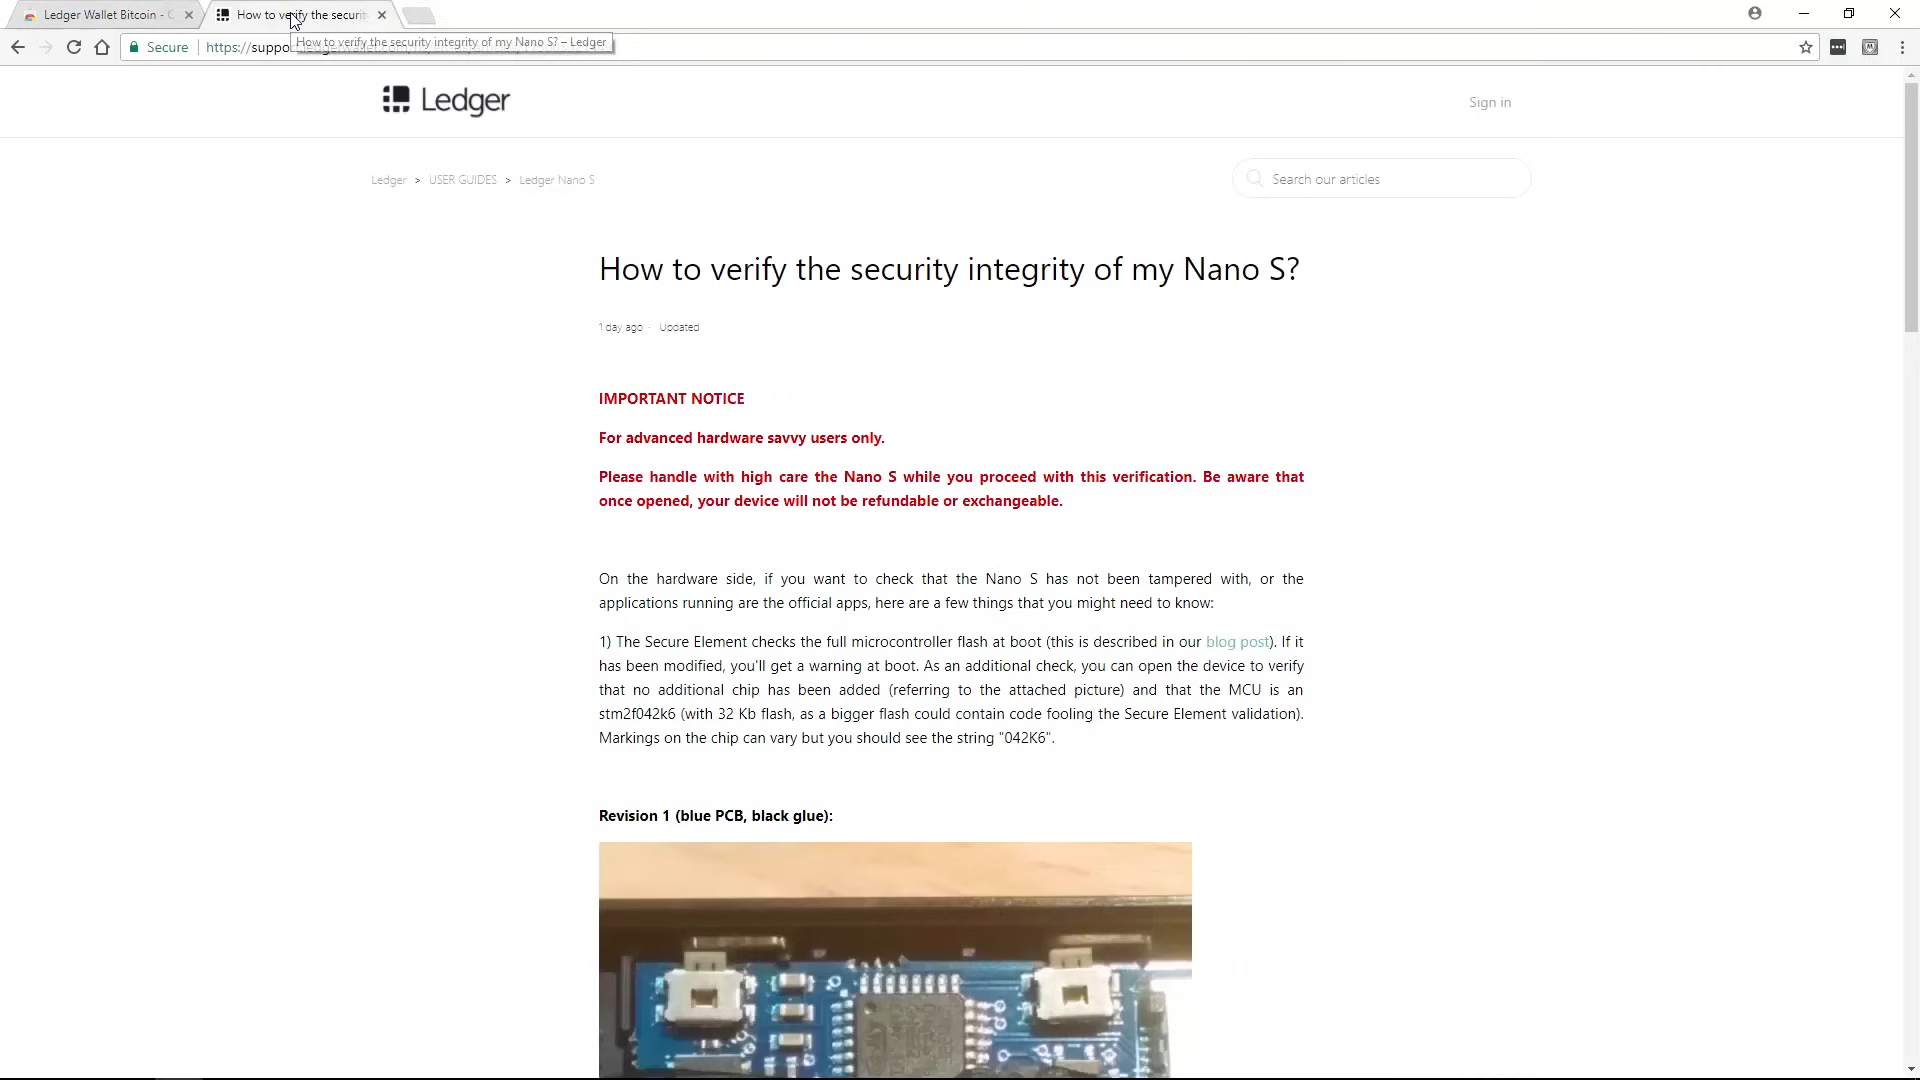 Ledger Wallet Bitcoin -
How to verify the securit
Secure
https://suppo
How to verify the security integrity of my Nano S? – Ledger
Ledger
Sign in
Ledger > USER GUIDES > Ledger Nano S
Search our articles
How to verify the security integrity of my Nano S?
1 day ago · Updated
IMPORTANT NOTICE
For advanced hardware savvy users only.
Please handle with high care the Nano S while you proceed with this verification. Be aware that
once opened, your device will not be refundable or exchangeable.
On the hardware side, if you want to check that the Nano S has not been tampered with, or the
applications running are the official apps, here are a few things that you might need to know:
1) The Secure Element checks the full microcontroller flash at boot (this is described in our blog post). If it
has been modified, you'll get a warning at boot. As an additional check, you can open the device to verify
that no additional chip has been added (referring to the attached picture) and that the MCU is an
stm2f042k6 (with 32 Kb flash, as a bigger flash could contain code fooling the Secure Element validation).
Markings on the chip can vary but you should see the string "042K6".
Revision 1 (blue PCB, black glue):